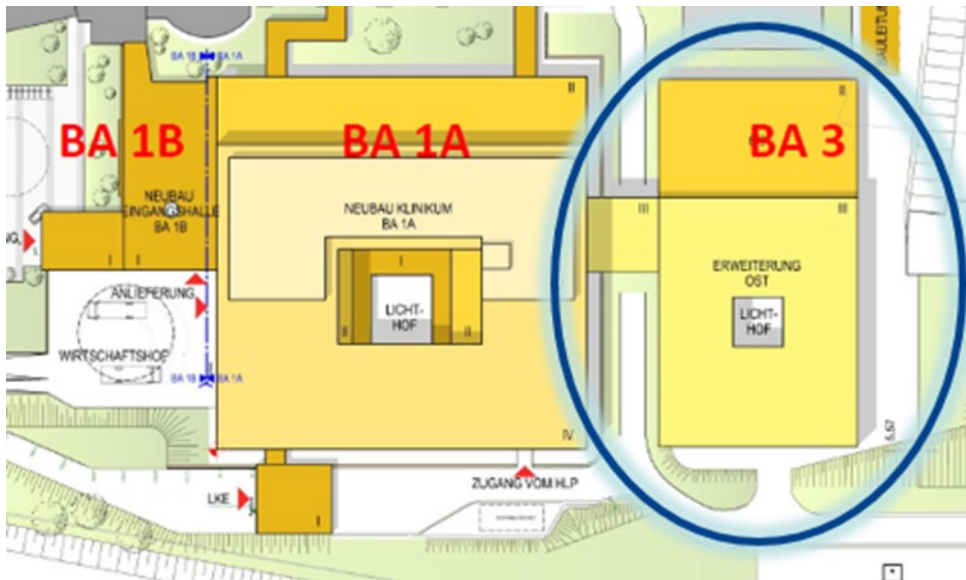 BA 1B BA 1A
BAULEITUNG
II
II
BA 1B
BA 1A
BA 3
NEUBAU
EINGANGSHALLE
BA 1B
NEUBAU KLINIKUM
BA 1A
III
III
I
I
I
ERWEITERUNG
OST
ANLIEFERUNG
LICHT-
HOF
LICHT-
HOF
II
II
WIRTSCHAFTSHOF
BA 1B BA 1A
IV
ZUGANG VOM HLP
LKE
I